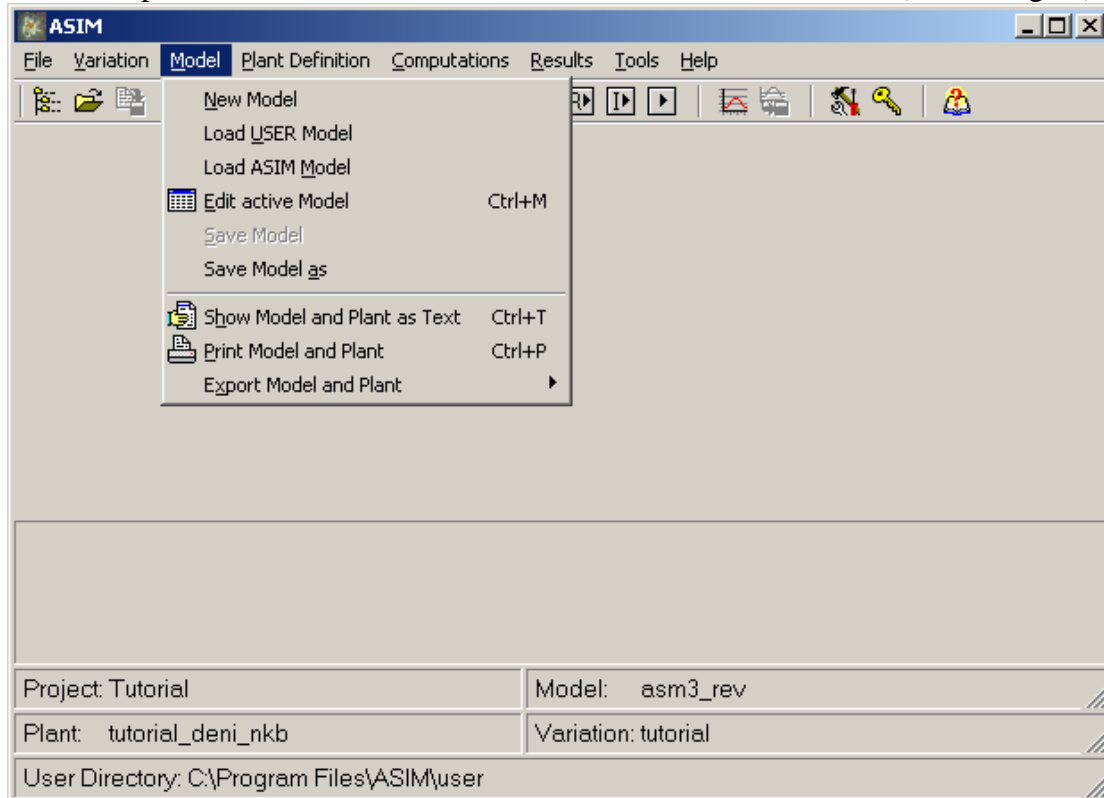 ASIM
File Variation Model Plant Definition Computations Results Tools Help
New Model
Load USER Model
Load ASIM Model
Edit active Model Ctrl+M
Save Model
Save Model as
Show Model and Plant as Text Ctrl+T
Print Model and Plant Ctrl+P
Export Model and Plant
Project: Tutorial Model: asm3_rev
Plant: tutorial_deni_nkb Variation: tutorial
User Directory: C:\Program Files\ASIM\user